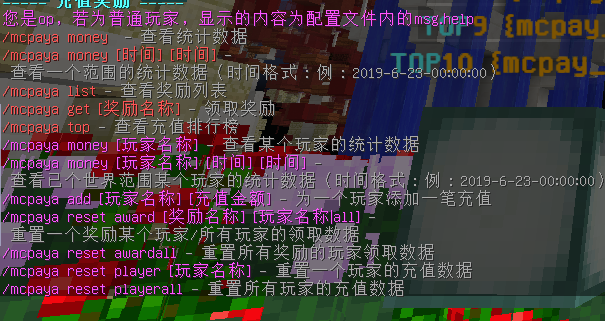 ----- 充值奖励 -----
您是op，若为普通玩家，显示的内容为配置文件内的msg.help
/mcpaya money - 查看统计数据
/mcpaya money [时间] [时间] -
查看一个范围的统计数据（时间格式：例：2019-6-23-00:00:00）
/mcpaya list - 查看奖励列表
/mcpaya get [奖励名称] - 领取奖励
/mcpaya top - 查看充值排行榜
/mcpaya money [玩家名称] - 查看某个玩家的统计数据
/mcpaya money [玩家名称] [时间] [时间] -
查看已个世界范围某个玩家的统计数据（时间格式：例：2019-6-23-00:00:00）
/mcpaya add [玩家名称] [充值金额] - 为一个玩家添加一笔充值
/mcpaya reset award [奖励名称] [玩家名称|all] -
重置一个奖励某个玩家/所有玩家的领取数据
/mcpaya reset awardall - 重置所有奖励的玩家领取数据
/mcpaya reset player [玩家名称] - 重置一个玩家的充值数据
/mcpaya reset playerall - 重置所有玩家的充值数据
TOP9 {mcpay_
TOP10 {mcpay_